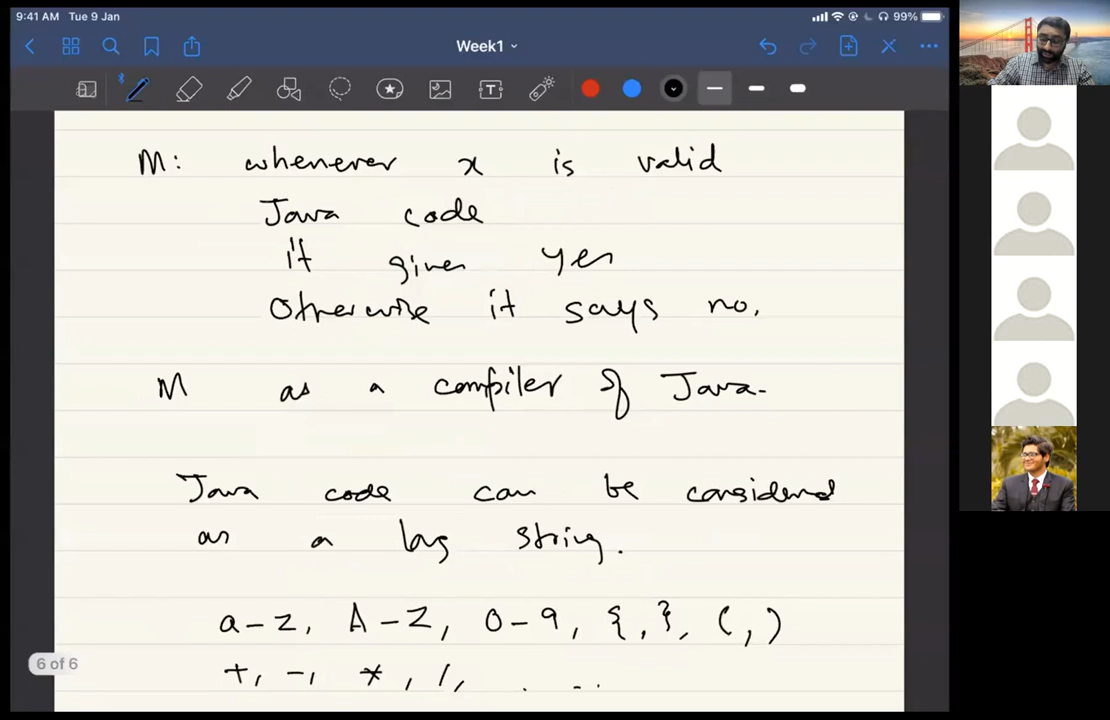 9:41 AM Tue 9 Jan 99%
Week1
M: whenever x is valid
Java code
it gives yes
Otherwise it says no.
M as a compiler of Java.
Java code can be considered
as a long string.
a-z, A-Z, 0-9, {,}, (,)
+, -, *, /, . ...
6 of 6